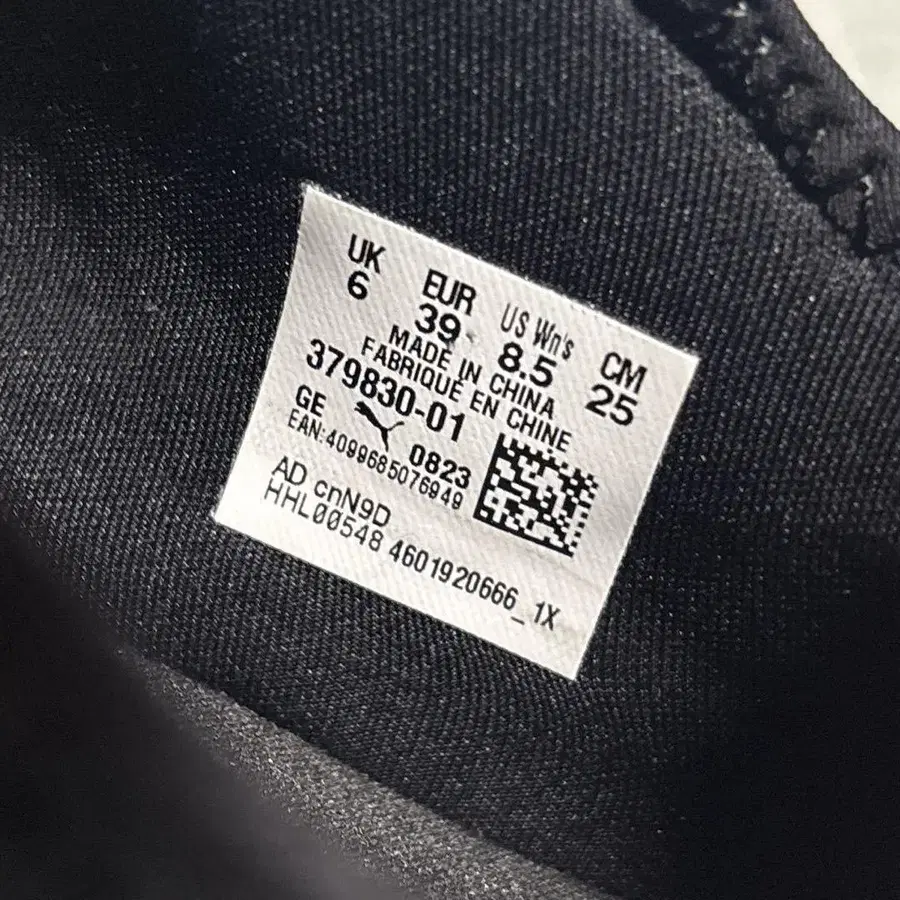 UK EUR US Wn's CM
6 39 8.5 25
MADE IN CHINA
FABRIQUÉ EN CHINE
379830-01
GE 0823
EAN:4099685076949
AD cnN9D
HHL00548 4601920666_1X